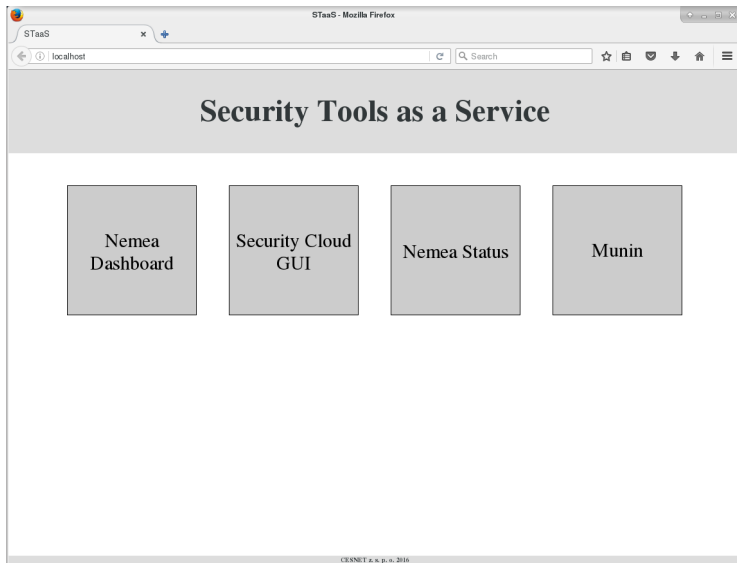 STaaS - Mozilla Firefox
STaaS
localhost
Search
Security Tools as a Service
Nemea
Dashboard
Security Cloud
GUI
Nemea Status
Munin
CESNET z. s. p. o. 2016